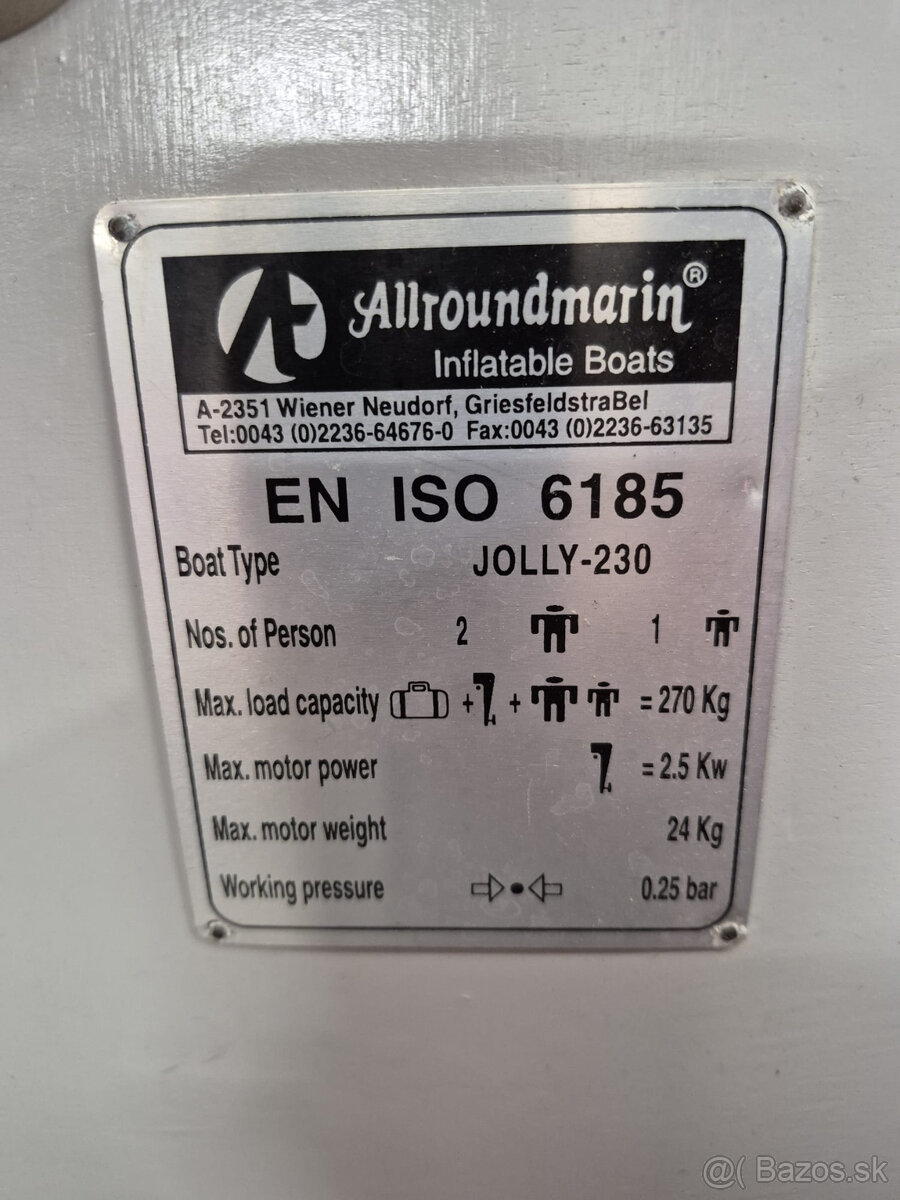 Allroundmarin®
Inflatable Boats
A-2351 Wiener Neudorf, GriesfeldstraBel
Tel:0043 (0)2236-64676-0 Fax:0043 (0)2236-63135
EN ISO 6185
Boat Type JOLLY-230
Nos. of Person 2 1
Max. load capacity + + = 270 Kg
Max. motor power = 2.5 Kw
Max. motor weight 24 Kg
Working pressure 0.25 bar
@( Bazos.sk